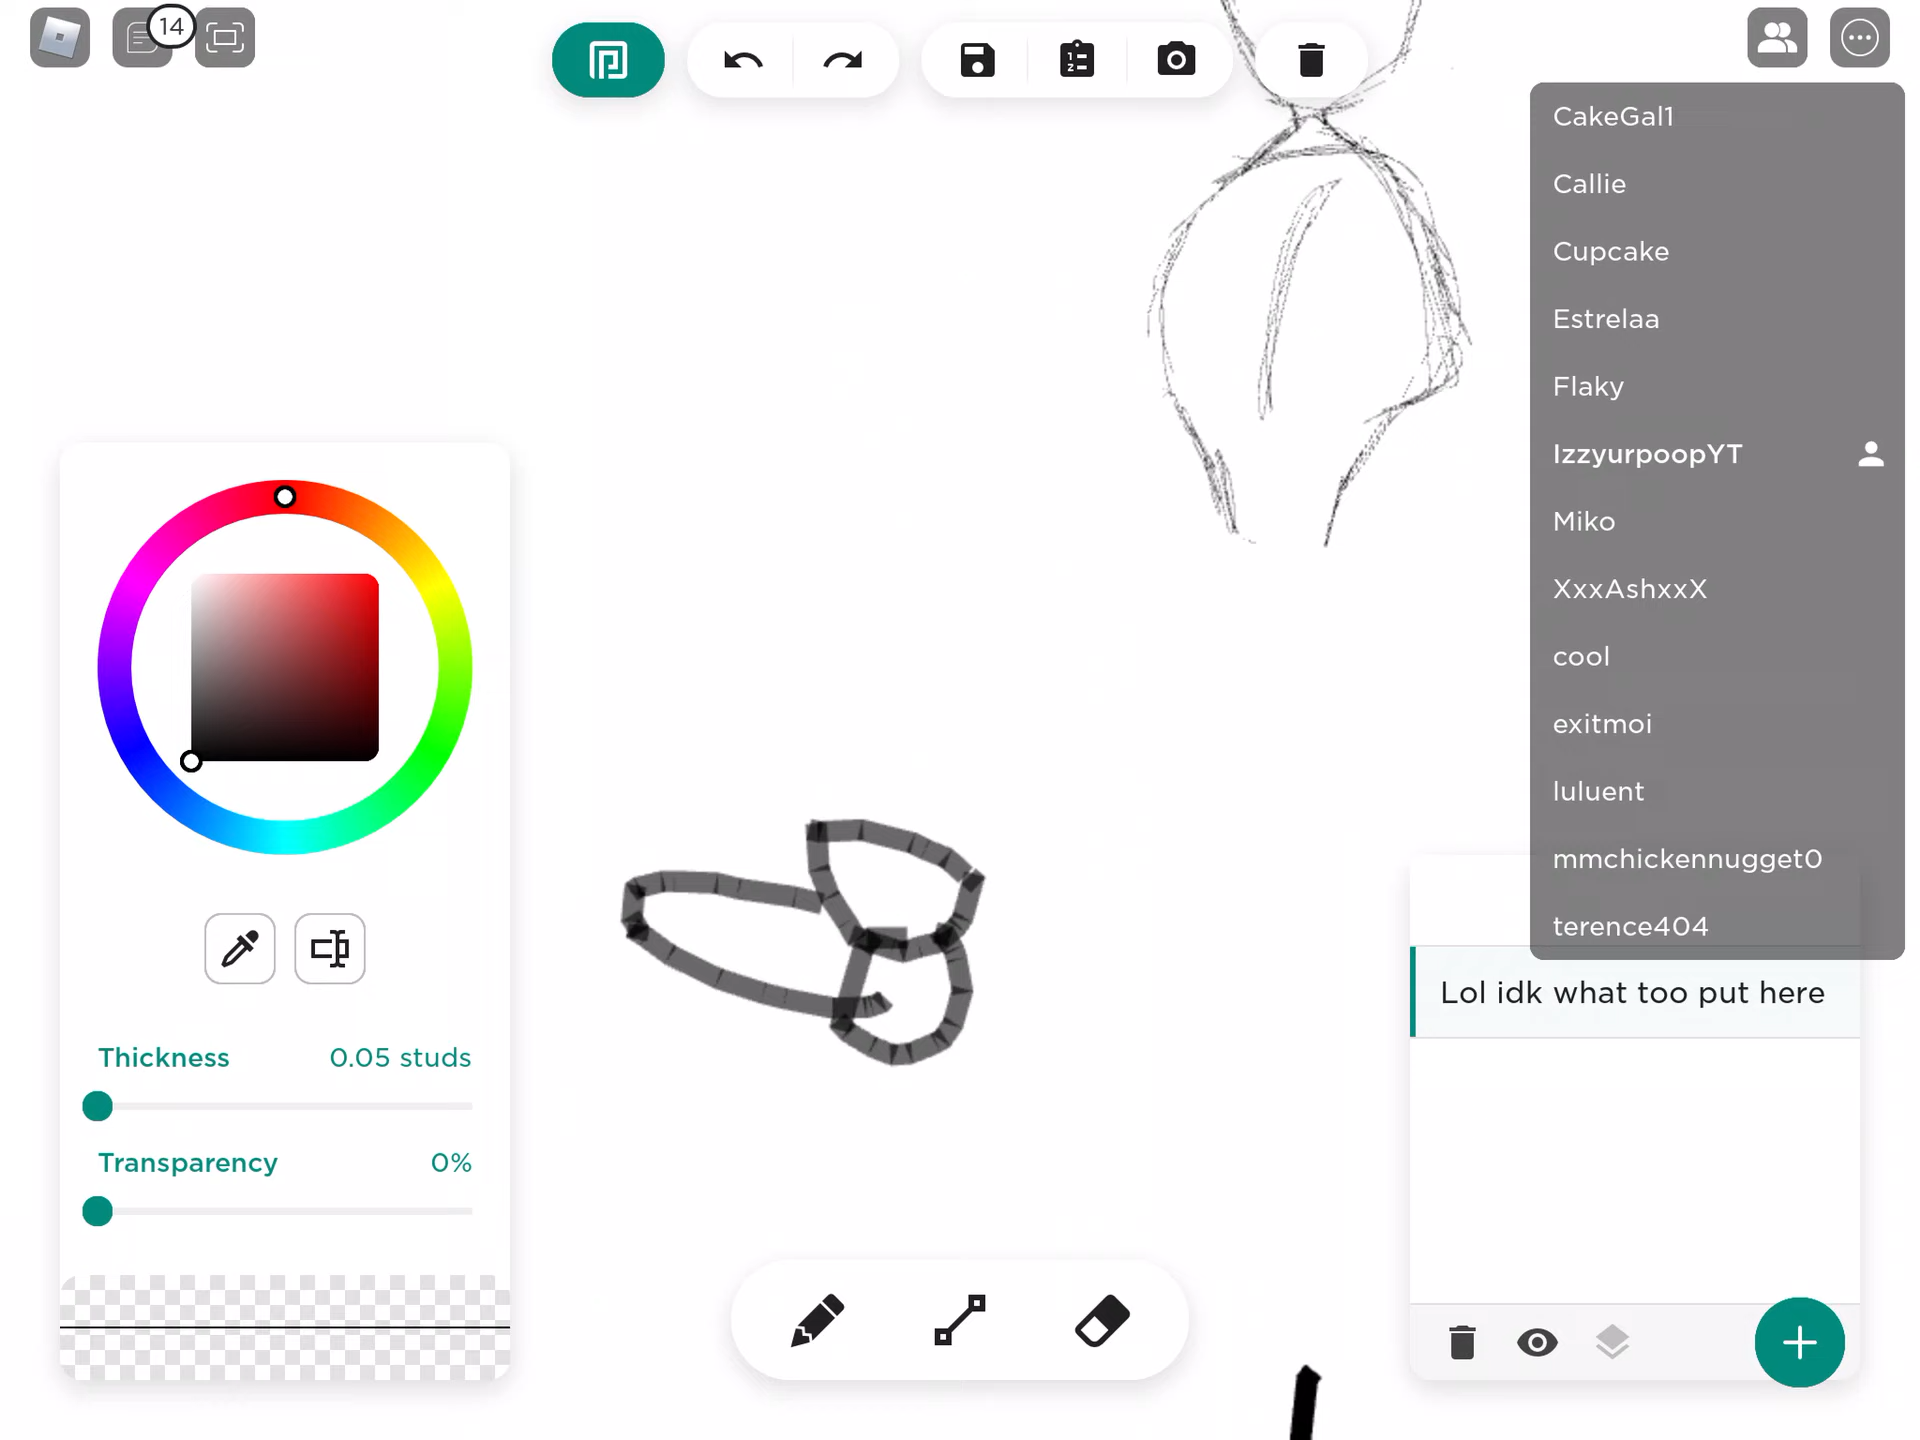 14
CakeGal1
Callie
Cupcake
Estrelaa
Flaky
IzzyurpoopYT
Miko
XxxAshxxX
cool
exitmoi
luluent
mmchickennugget0
terence404
Lol idk what too put here
Thickness 0.05 studs
Transparency 0%